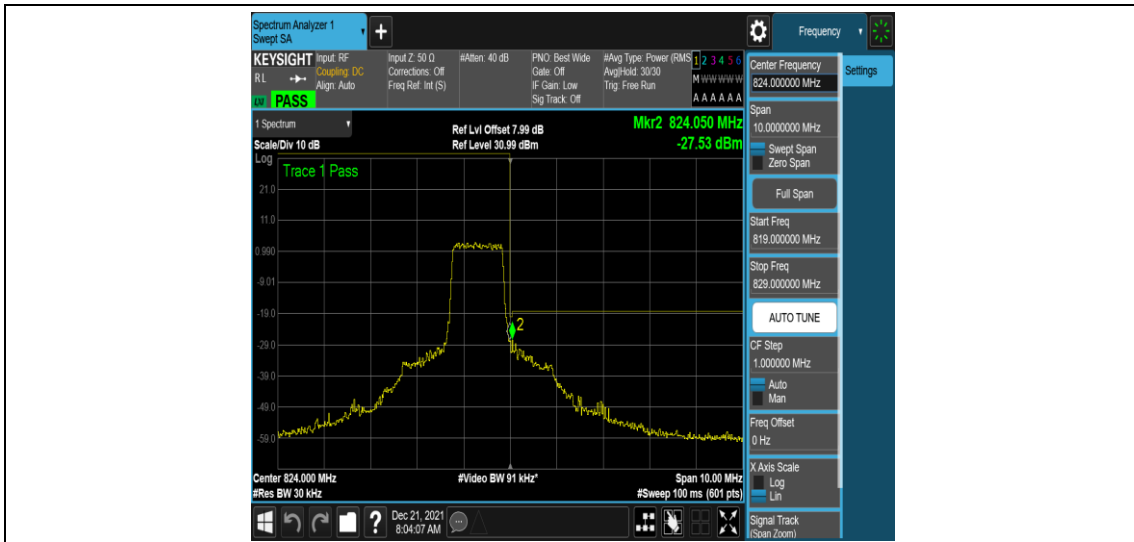 Spectrum Analyzer 1
Swept SA
+
Frequency
KEYSIGHT
RL
PASS
Input: RF
Coupling: DC
Align: Auto
Input Z: 50 Ω
Corrections: Off
Freq Ref: Int (S)
#Atten: 40 dB
PNO: Best Wide
Gate: Off
IF Gain: Low
Sig Track: Off
#Avg Type: Power (RMS
Avg|Hold: 30/30
Trig: Free Run
1 2 3 4 5 6
M W W W W W
A A A A A A
1 Spectrum
Scale/Div 10 dB
Ref Lvl Offset 7.99 dB
Ref Level 30.99 dBm
Mkr2 824.050 MHz
-27.53 dBm
Log
Trace 1 Pass
21.0
11.0
0.990
-9.01
-19.0
-29.0
-39.0
-49.0
-59.0
2
Center 824.000 MHz
#Res BW 30 kHz
#Video BW 91 kHz*
Span 10.00 MHz
#Sweep 100 ms (601 pts)
?
Dec 21, 2021
8:04:07 AM
Center Frequency
824.000000 MHz
Settings
Span
10.0000000 MHz
Swept Span
Zero Span
Full Span
Start Freq
819.000000 MHz
Stop Freq
829.000000 MHz
AUTO TUNE
CF Step
1.000000 MHz
Auto
Man
Freq Offset
0 Hz
X Axis Scale
Log
Lin
Signal Track
(Span Zoom)